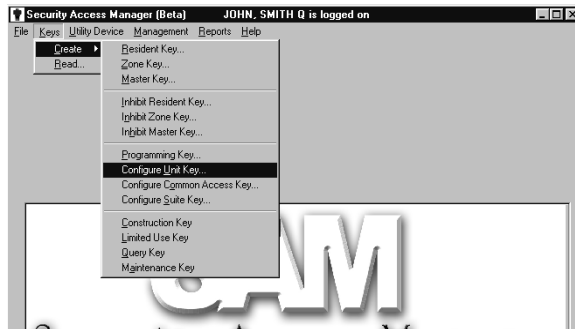 Security Access Manager (Beta) JOHN, SMITH Q is logged on
File Keys Utility Device Management Reports Help
Create
Read...
Resident Key...
Zone Key...
Master Key...
Inhibit Resident Key...
Inhibit Zone Key...
Inhibit Master Key...
Programming Key...
Configure Unit Key...
Configure Common Access Key...
Configure Suite Key...
Construction Key
Limited Use Key
Query Key
Maintenance Key
SAM